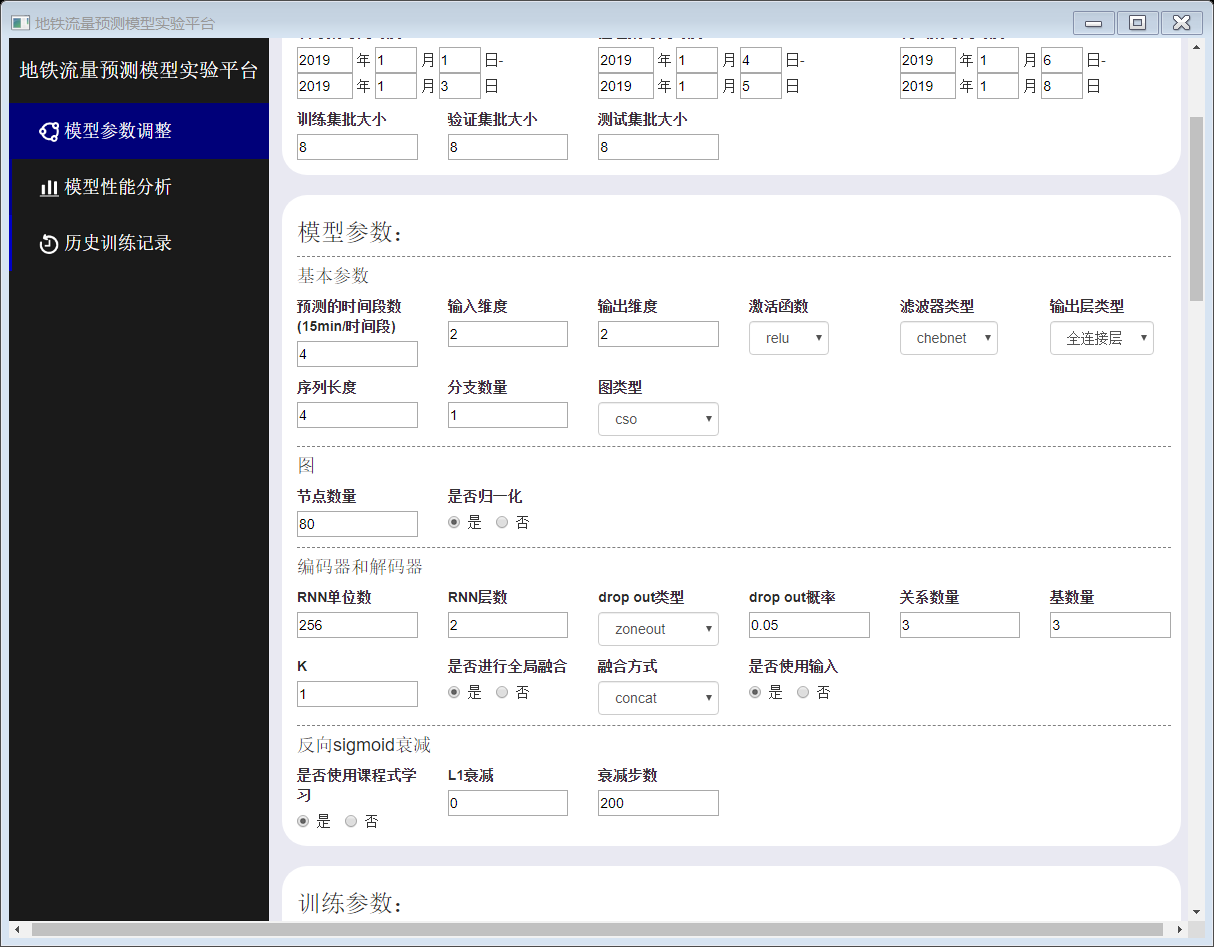 地铁流量预测模型实验平台
地铁流量预测模型实验平台
模型参数调整
模型性能分析
历史训练记录
2019 年 1 月 1 日- 2019 年 1 月 4 日- 2019 年 1 月 6 日-
2019 年 1 月 3 日 2019 年 1 月 5 日 2019 年 1 月 8 日
训练集批大小 验证集批大小 测试集批大小
8 8 8
模型参数:
基本参数
预测的时间段数 输入维度 输出维度 激活函数 滤波器类型 输出层类型
(15min/时间段) 2 2 relu chebnet 全连接层
4
序列长度 分支数量 图类型
4 1 cso
图
节点数量 是否归一化
80 是 否
编码器和解码器
RNN单位数 RNN层数 drop out类型 drop out概率 关系数量 基数量
256 2 zoneout 0.05 3 3
K 是否进行全局融合 融合方式 是否使用输入
1 是 否 concat 是 否
反向sigmoid衰减
是否使用课程式学 L1衰减 衰减步数
习 0 200
是 否
训练参数: